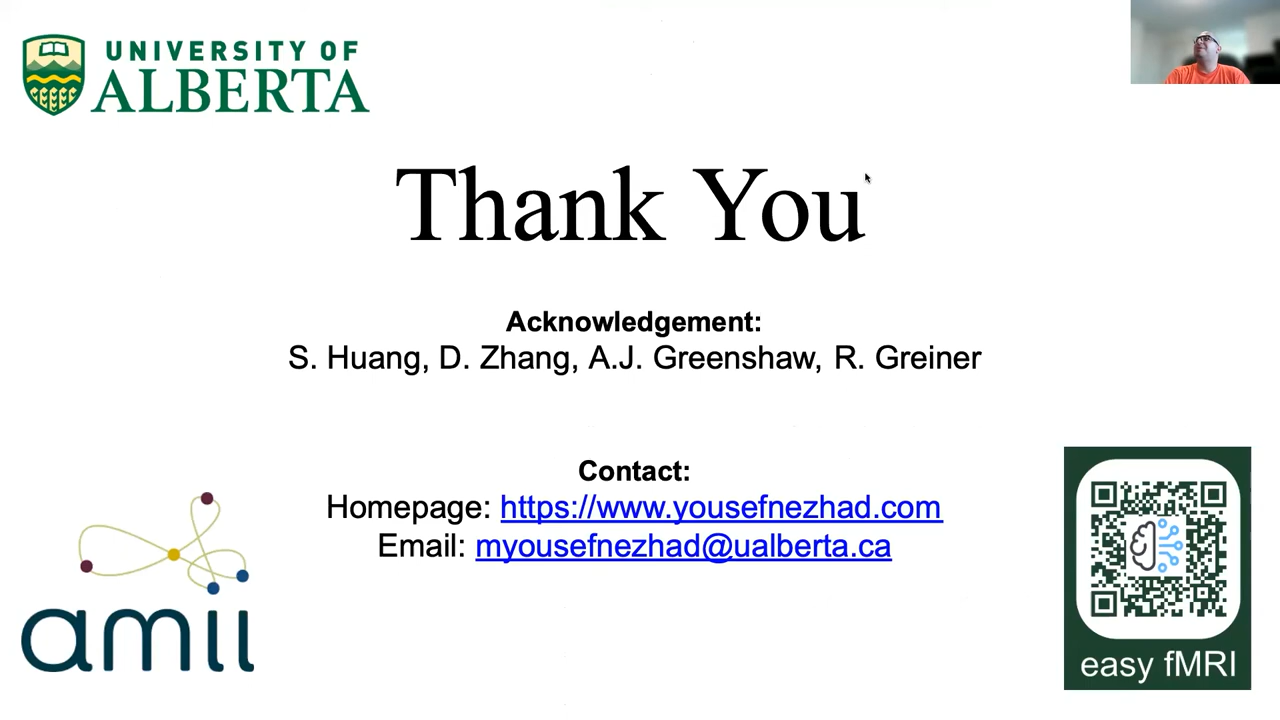 UNIVERSITY OF
ALBERTA
Thank You
Acknowledgement:
S. Huang, D. Zhang, A.J. Greenshaw, R. Greiner
Contact:
Homepage: https://www.yousefnezhad.com
Email: myousefnezhad@ualberta.ca
amii
easy fMRI